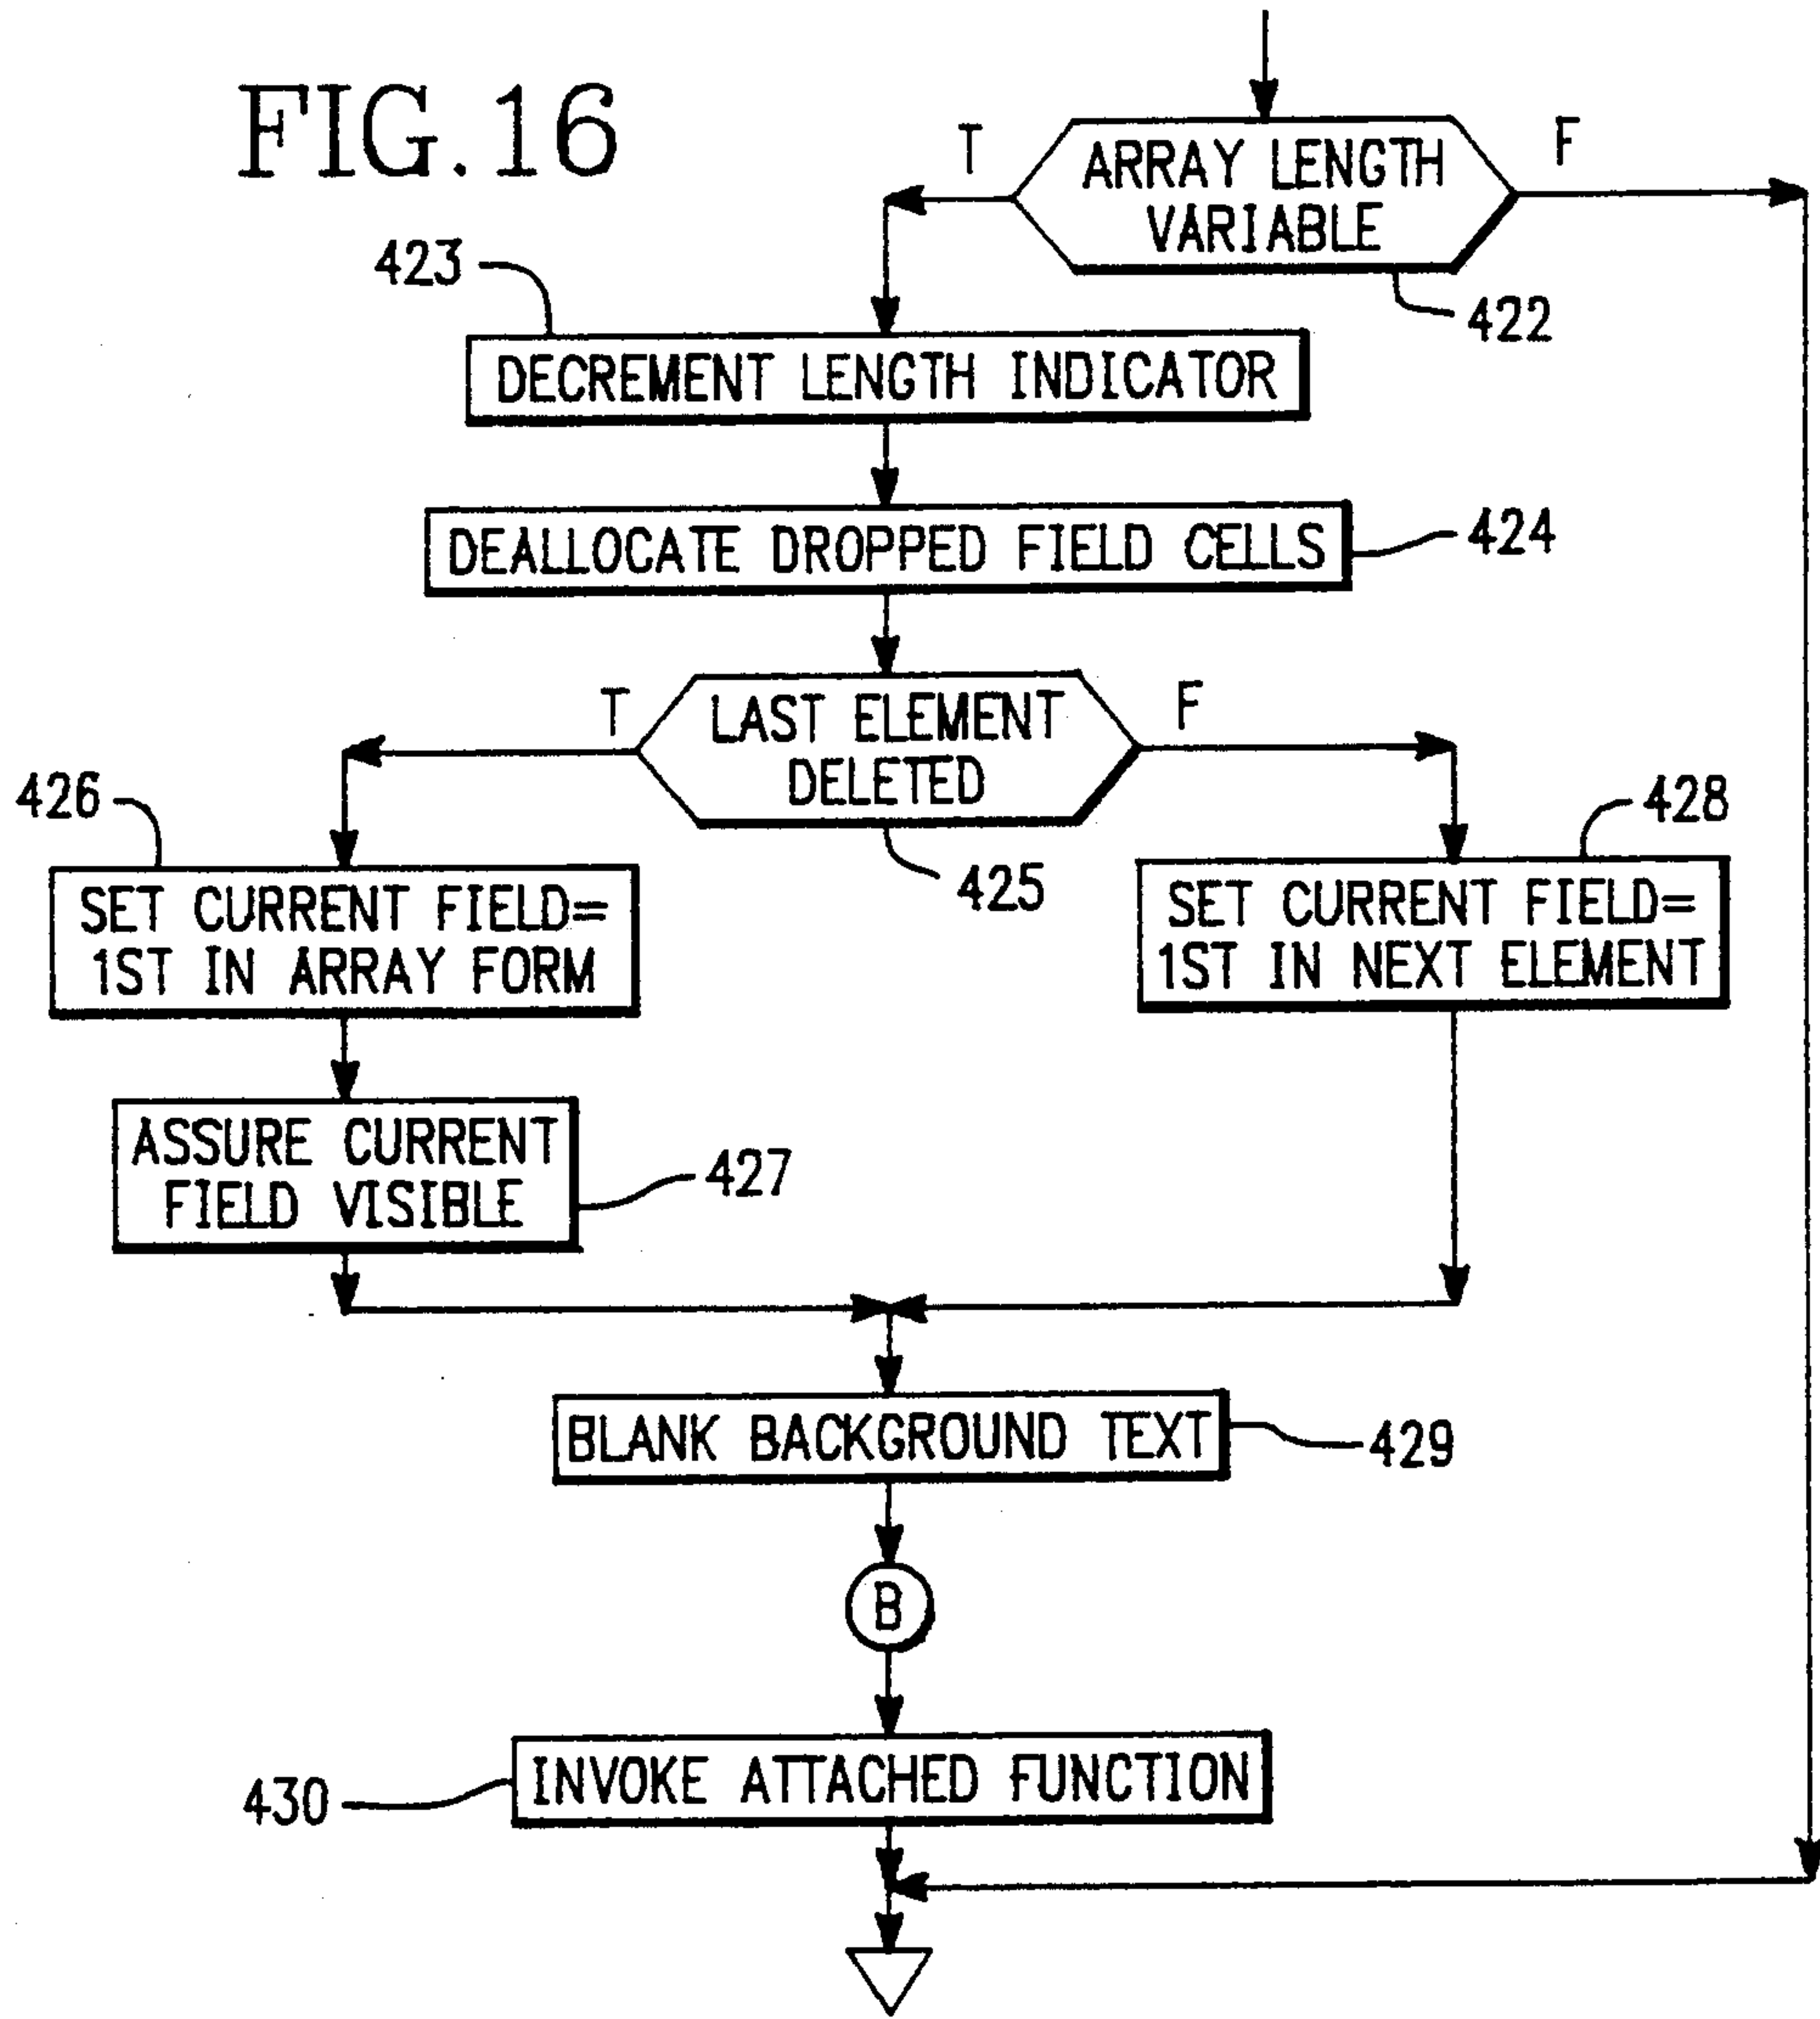 FIG.16
T
ARRAY LENGTH
VARIABLE
F
422
423
DECREMENT LENGTH INDICATOR
DEALLOCATE DROPPED FIELD CELLS
424
T
LAST ELEMENT
DELETED
F
425
426
SET CURRENT FIELD=
1ST IN ARRAY FORM
428
SET CURRENT FIELD=
1ST IN NEXT ELEMENT
ASSURE CURRENT
FIELD VISIBLE
427
BLANK BACKGROUND TEXT
429
B
430
INVOKE ATTACHED FUNCTION